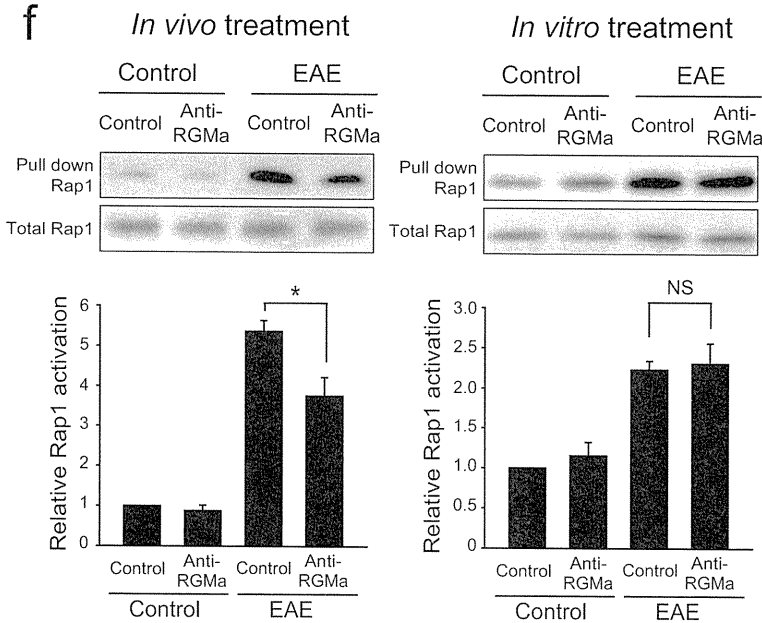 f
In vivo treatment
Control EAE
Control Anti-RGMa Control Anti-RGMa
Pull down Rap1
Total Rap1
Relative Rap1 activation
6
5
4
3
2
1
0
*
Control Anti-RGMa Control Anti-RGMa
Control EAE
In vitro treatment
Control EAE
Control Anti-RGMa Control Anti-RGMa
Pull down Rap1
Total Rap1
Relative Rap1 activation
3.0
2.5
2.0
1.5
1.0
0.5
0
NS
Control Anti-RGMa Control Anti-RGMa
Control EAE